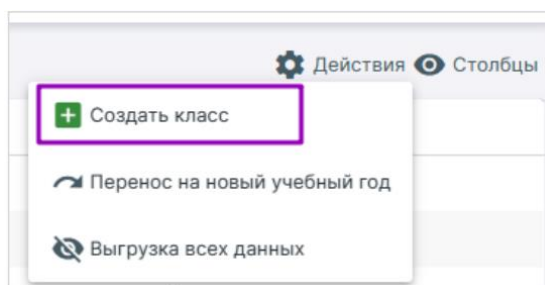 Действия Столбцы
Создать класс
Перенос на новый учебный год
Выгрузка всех данных